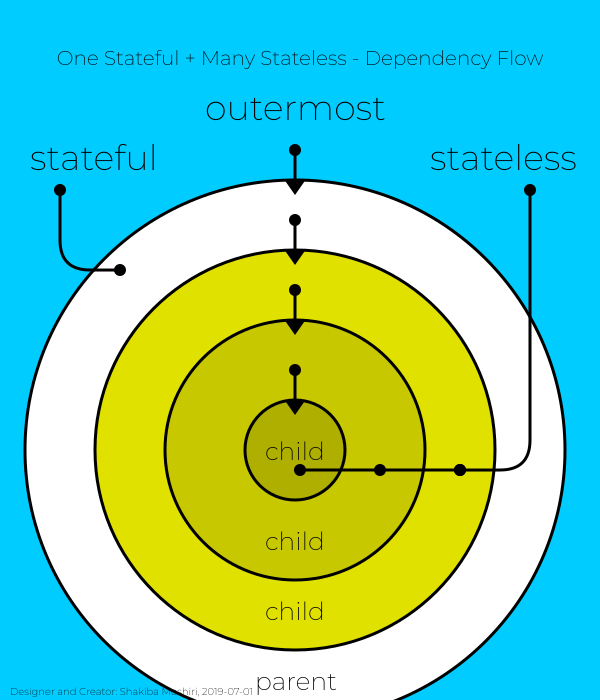 One Stateful + Many Stateless - Dependency Flow
outermost
stateful
stateless
child
child
child
parent
Designer and Creator: Shakiba Moshiri, 2019-07-01